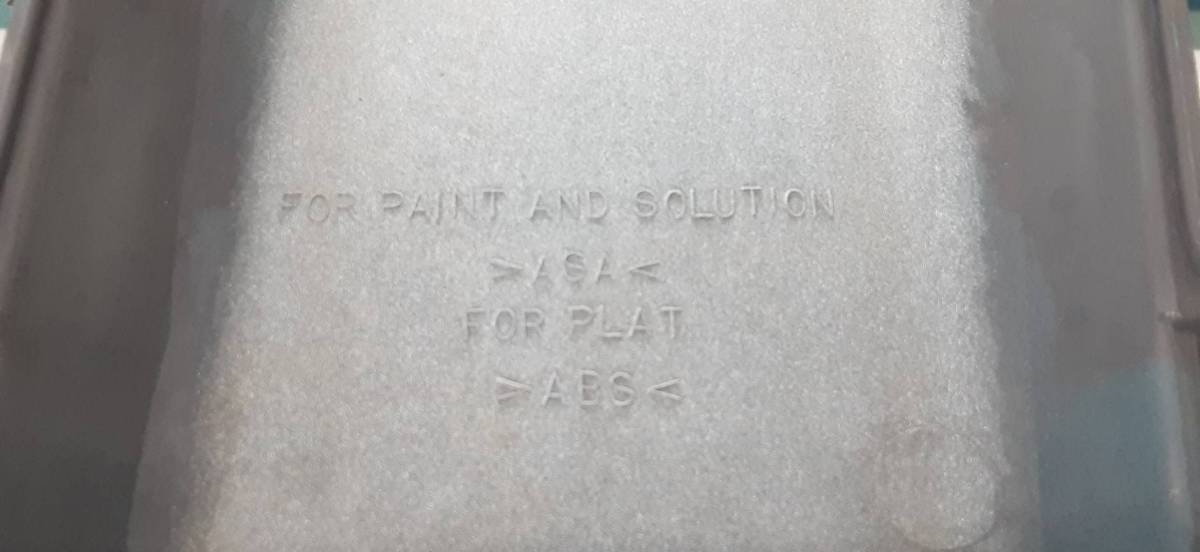 FOR PAINT AND SOLUTION
>ASA<
FOR PLAT
>ABS<